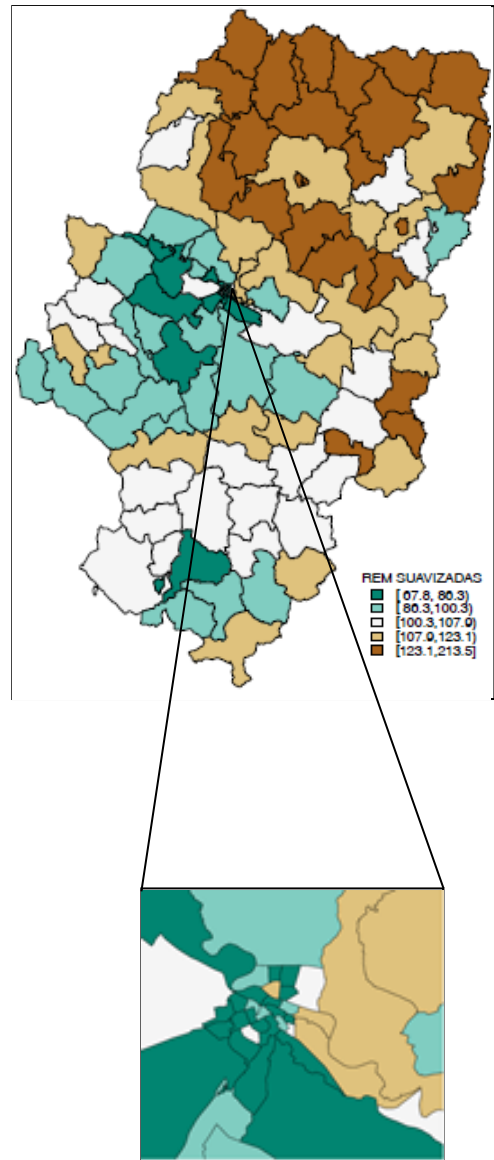 REM SUAVIZADAS
[ 67.8, 86.3)
[ 86.3,100.3)
[100.3,107.9)
[107.9,123.1)
[123.1,213.5]